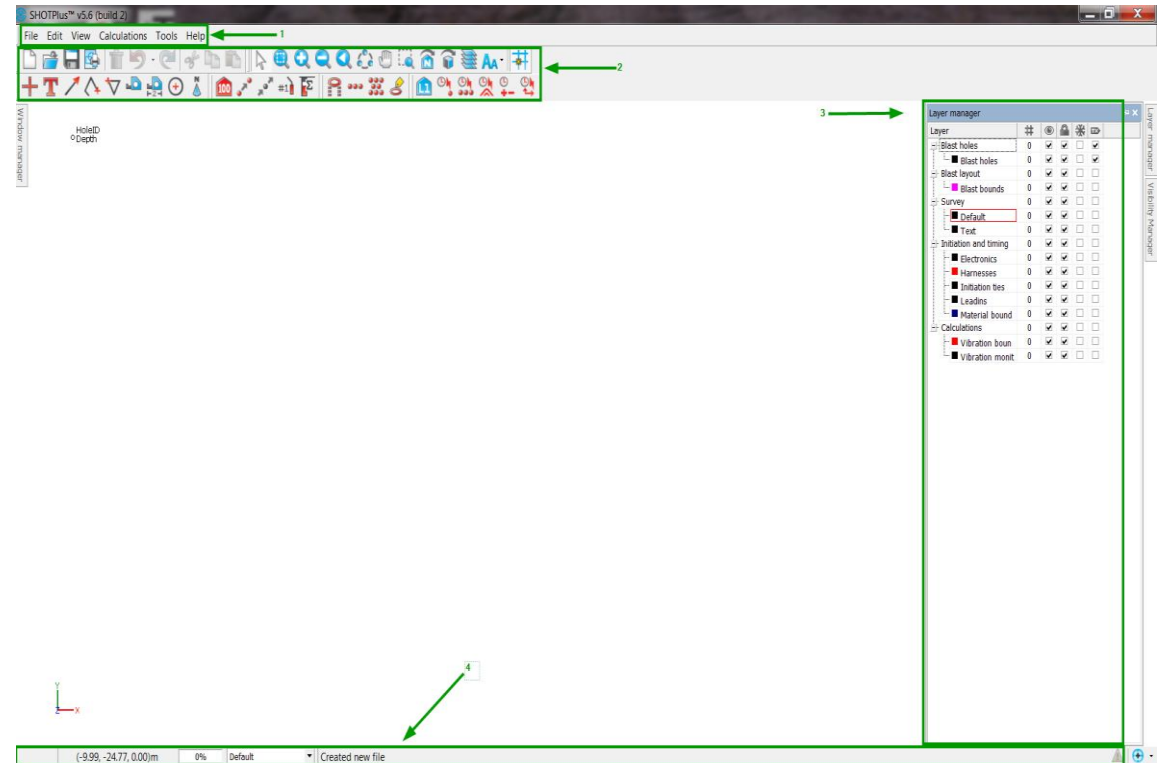 SHOTPlus™ v5.6 (build 2)
File Edit View Calculations Tools Help
1
2
3
4
100
#1
N
AA
L1
Window manager
HoleID
Depth
Layer manager
Layer #
Blast holes 0
Blast holes 0
Blast layout 0
Blast bounds 0
Survey 0
Default 0
Text 0
Initiation and timing 0
Electronics 0
Harnesses 0
Initiation ties 0
Leadins 0
Material bound 0
Calculations 0
Vibration boun 0
Vibration monit 0
Layer manager
Visibility Manager
Y
Z X
(-9.99, -24.77, 0.00)m 0% Default Created new file